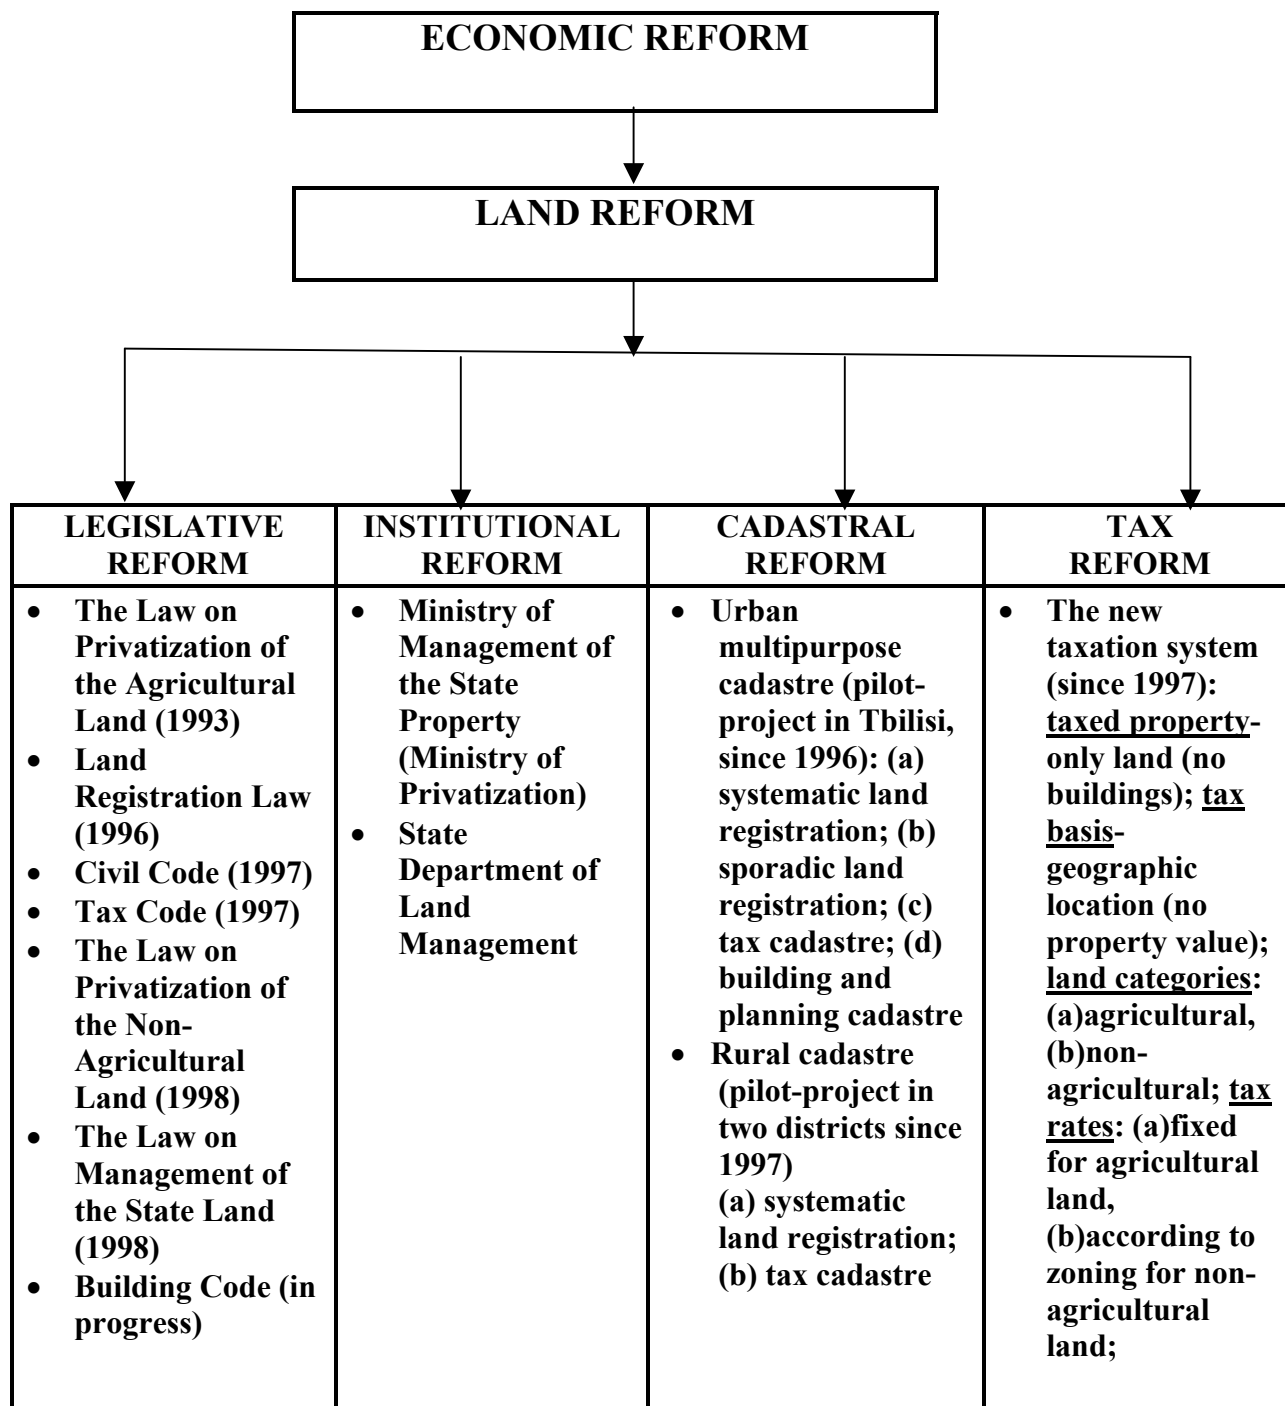 ECONOMIC REFORM
LAND REFORM
LEGISLATIVE
REFORM
• The Law on
Privatization of
the Agricultural
Land (1993)
• Land
Registration Law
(1996)
• Civil Code (1997)
• Tax Code (1997)
• The Law on
Privatization of
the Non-
Agricultural
Land (1998)
• The Law on
Management of
the State Land
(1998)
• Building Code (in
progress)
INSTITUTIONAL
REFORM
• Ministry of
Management of
the State
Property
(Ministry of
Privatization)
• State
Department of
Land
Management
CADASTRAL
REFORM
• Urban
multipurpose
cadastre (pilot-
project in Tbilisi,
since 1996): (a)
systematic land
registration; (b)
sporadic land
registration; (c)
tax cadastre; (d)
building and
planning cadastre
• Rural cadastre
(pilot-project in
two districts since
1997)
(a) systematic
land registration;
(b) tax cadastre
TAX
REFORM
• The new
taxation system
(since 1997):
taxed property-
only land (no
buildings); tax
basis-
geographic
location (no
property value);
land categories:
(a)agricultural,
(b)non-
agricultural; tax
rates: (a)fixed
for agricultural
land,
(b)according to
zoning for non-
agricultural
land;